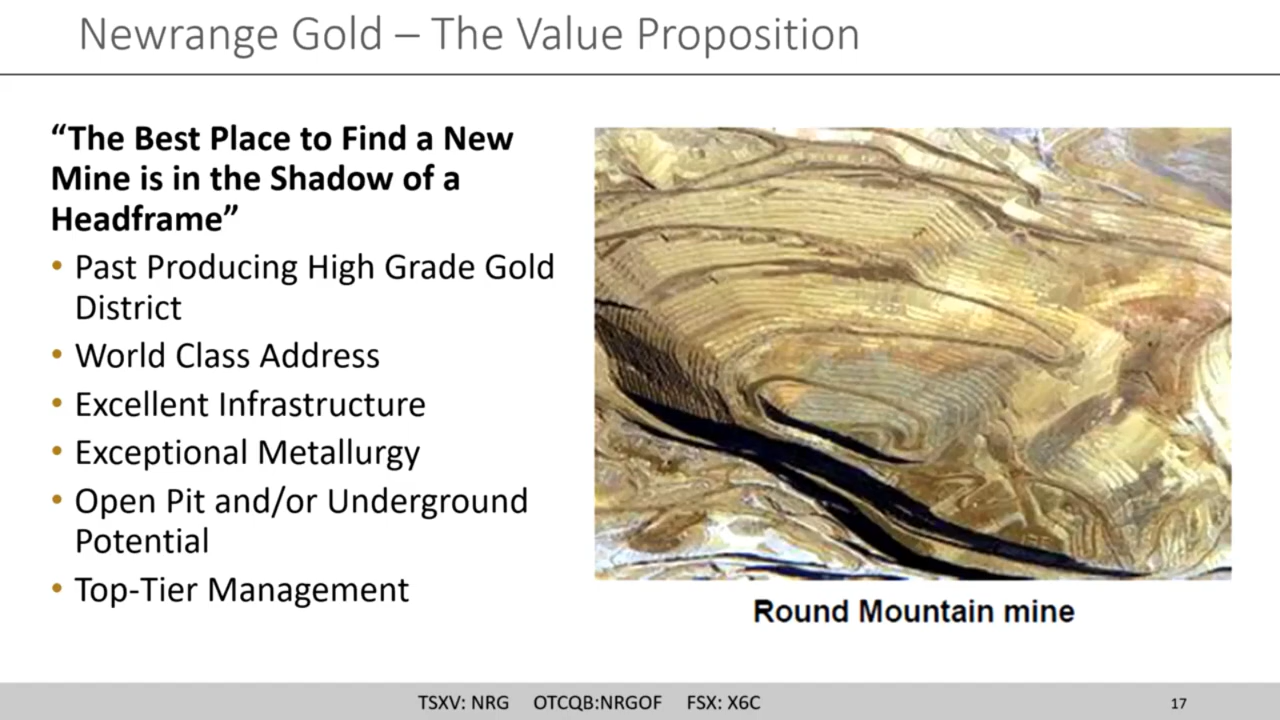 Newrange Gold – The Value Proposition
“The Best Place to Find a New
Mine is in the Shadow of a
Headframe”
• Past Producing High Grade Gold
District
• World Class Address
• Excellent Infrastructure
• Exceptional Metallurgy
• Open Pit and/or Underground
Potential
• Top-Tier Management
Round Mountain mine
TSXV: NRG OTCQB:NRGOF FSX: X6C
17